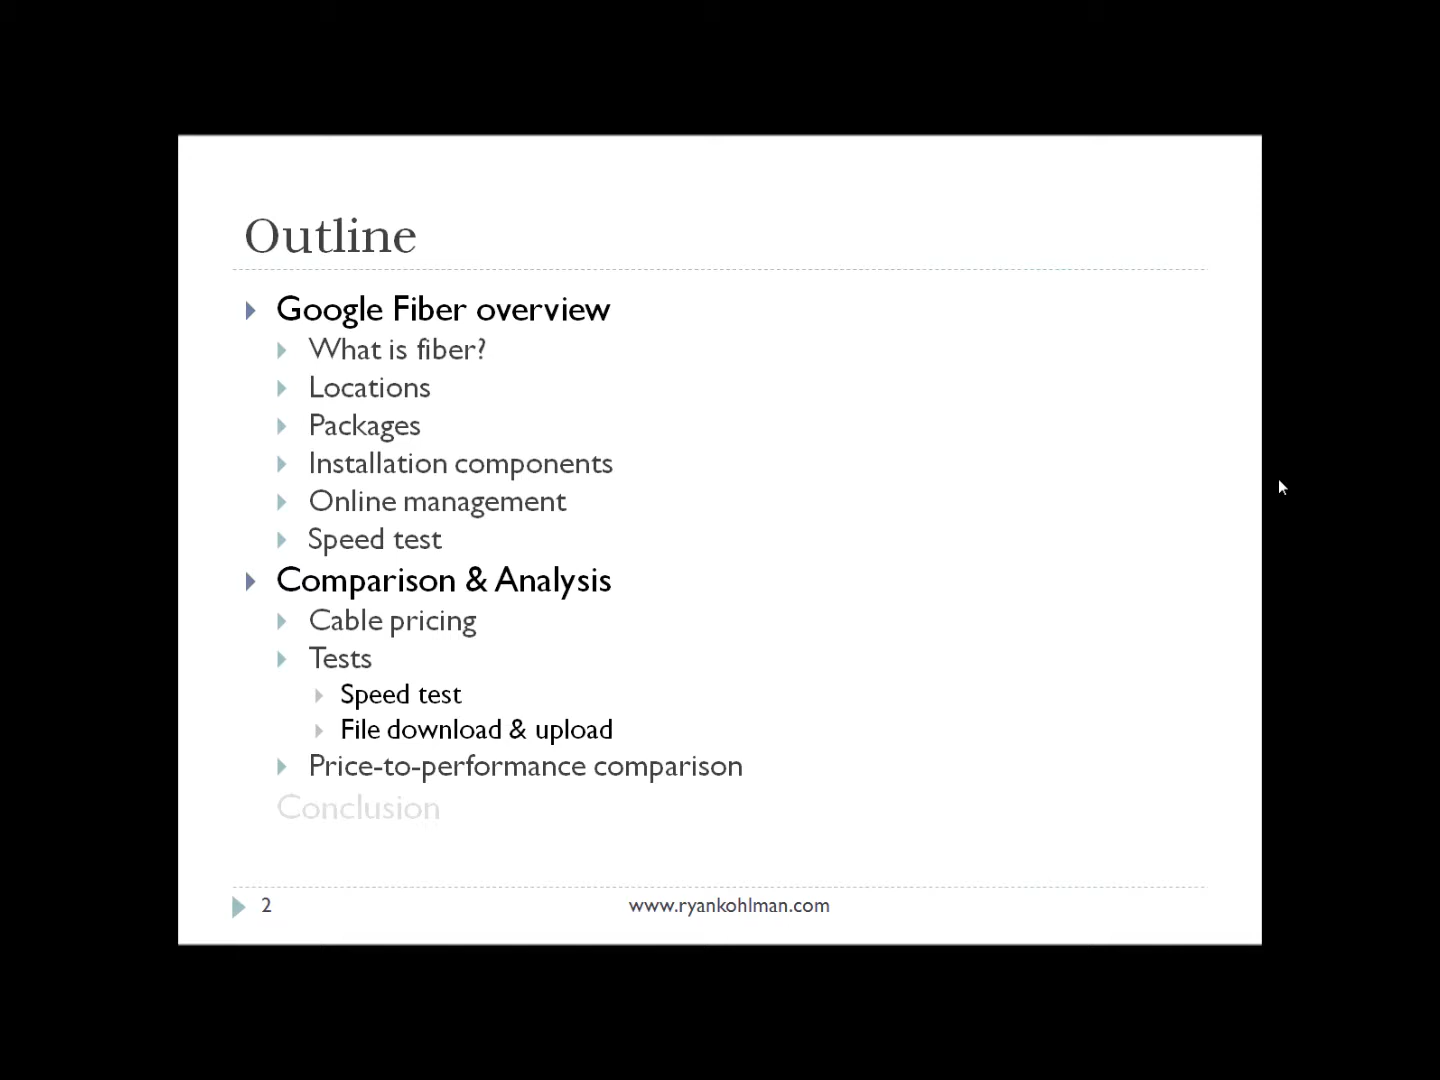 Outline
Google Fiber overview
What is fiber?
Locations
Packages
Installation components
Online management
Speed test
Comparison & Analysis
Cable pricing
Tests
Speed test
File download & upload
Price-to-performance comparison
Conclusion
2
www.ryankohlman.com